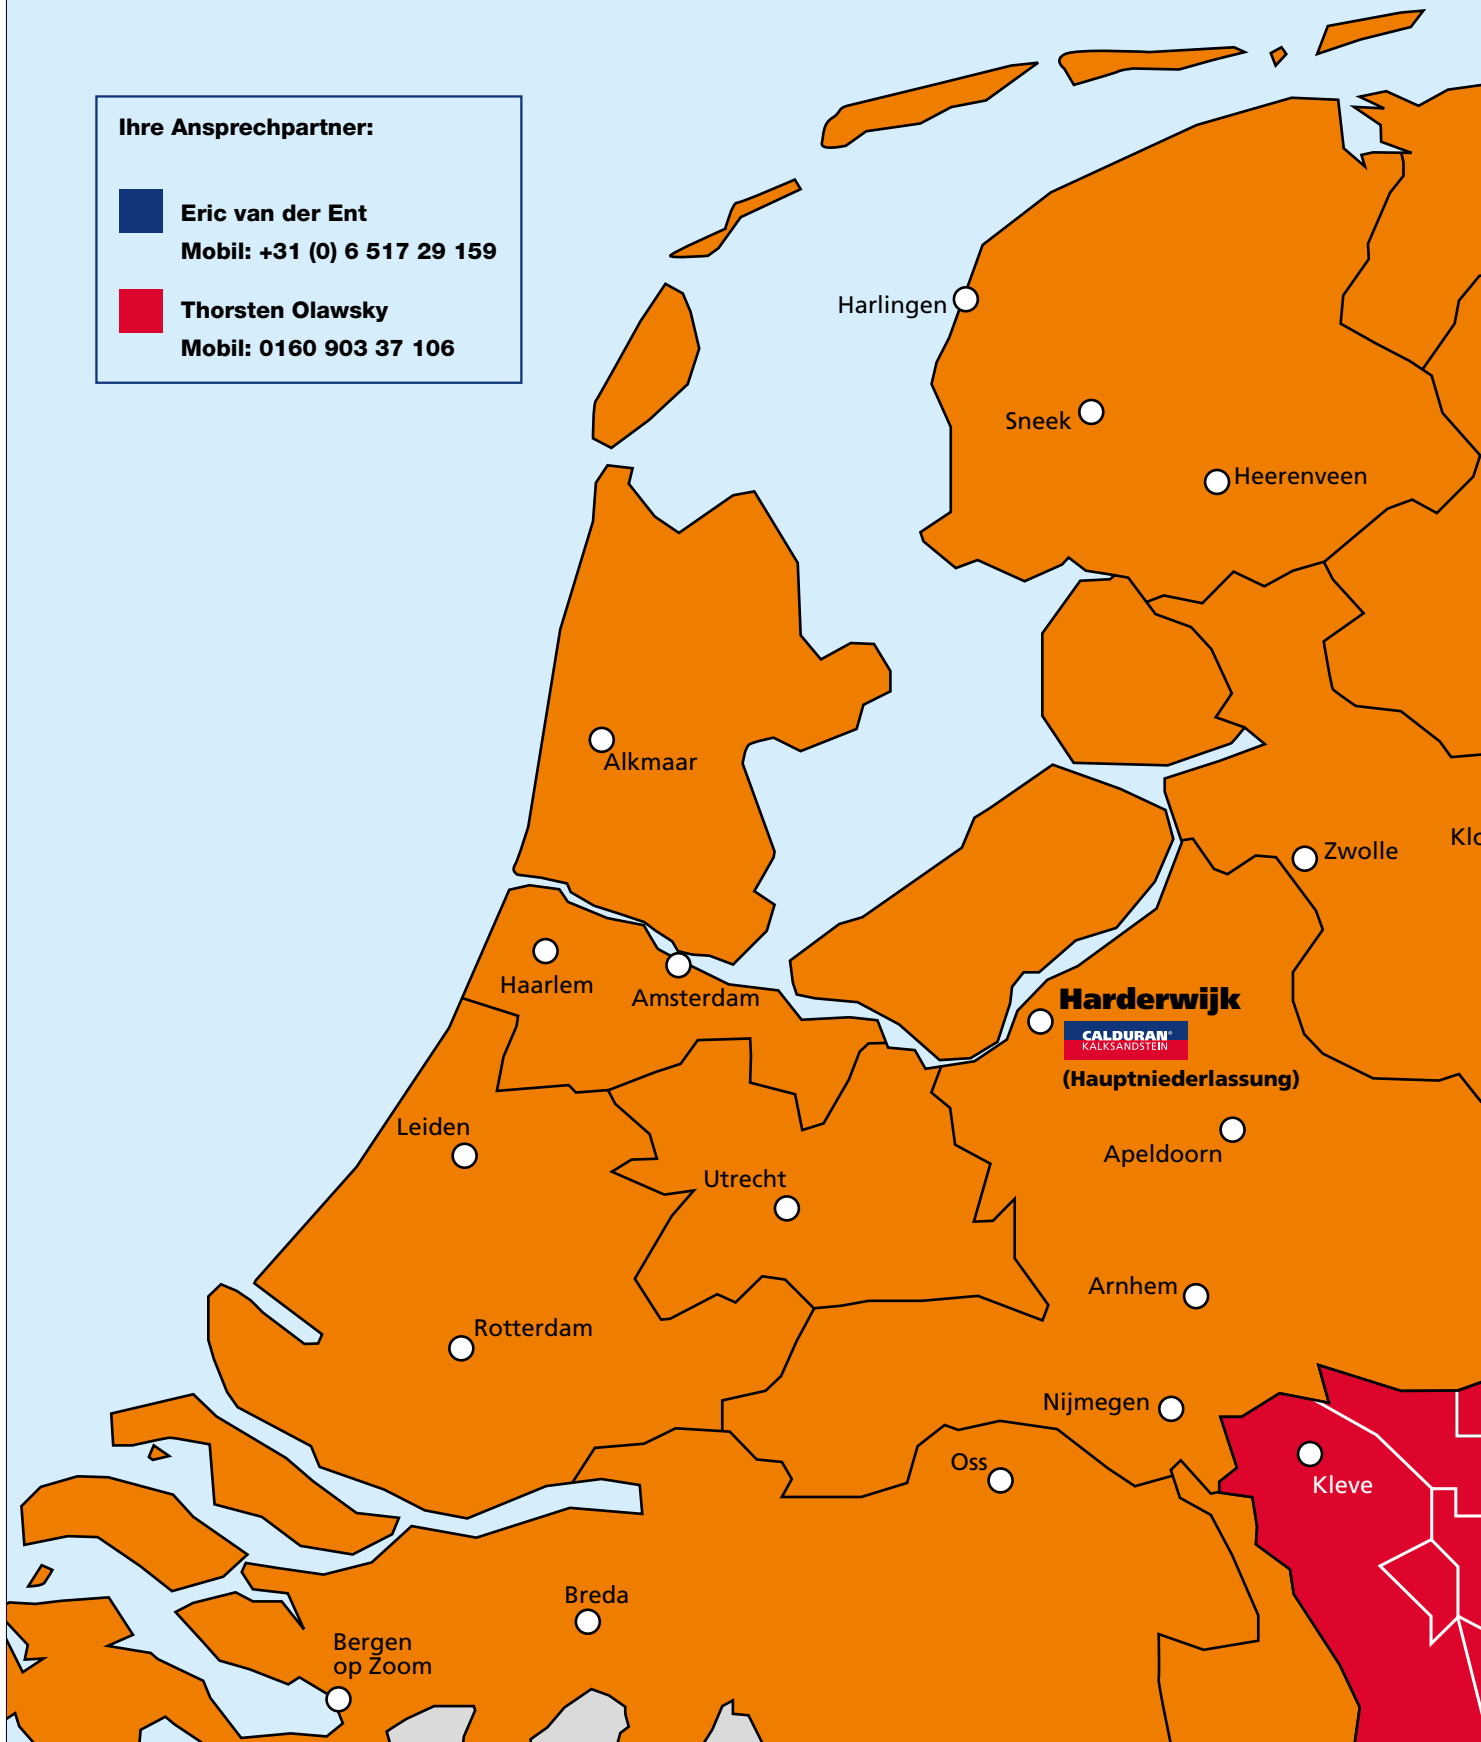 Ihre Ansprechpartner:
Eric van der Ent
Mobil: +31 (0) 6 517 29 159
Thorsten Olawsky
Mobil: 0160 903 37 106
Harlingen
Sneek
Heerenveen
Alkmaar
Zwolle
Haarlem
Amsterdam
Harderwijk
CALDURAN®
KALKSANDSTEIN
(Hauptniederlassung)
Leiden
Apeldoorn
Utrecht
Arnhem
Rotterdam
Nijmegen
Oss
Kleve
Breda
Bergen
op Zoom